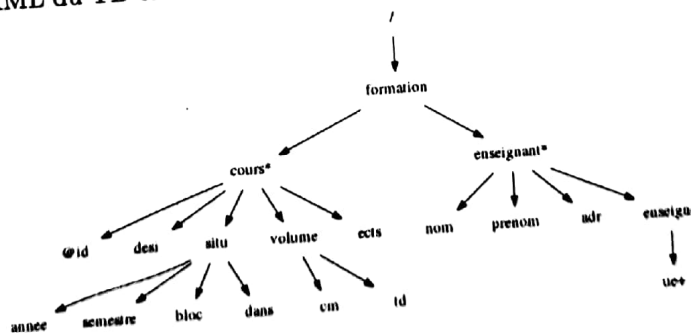 XML du TD
/
formation
cours*
enseignant*
@id
desi
situ
volume
ects
nom
prenom
adr
enseigne
annee
semestre
bloc
dans
cm
td
ue+